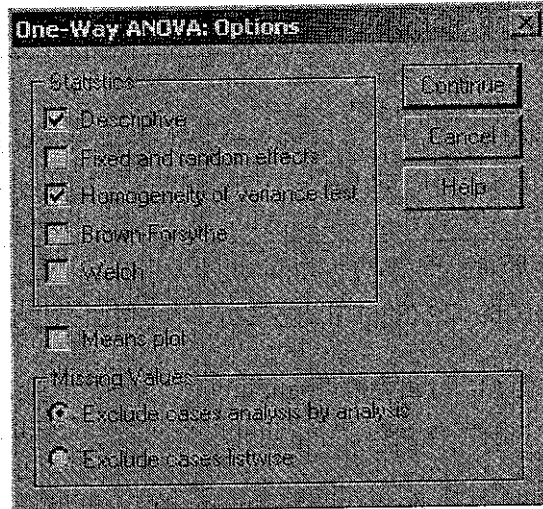 One-Way ANOVA: Options
Statistics
Descriptive
Fixed and random effects
Homogeneity of variance test
Brown-Forsythe
Welch
Means plot
Missing Values
Exclude cases analysis by analysis
Exclude cases listwise
Continue
Cancel
Help